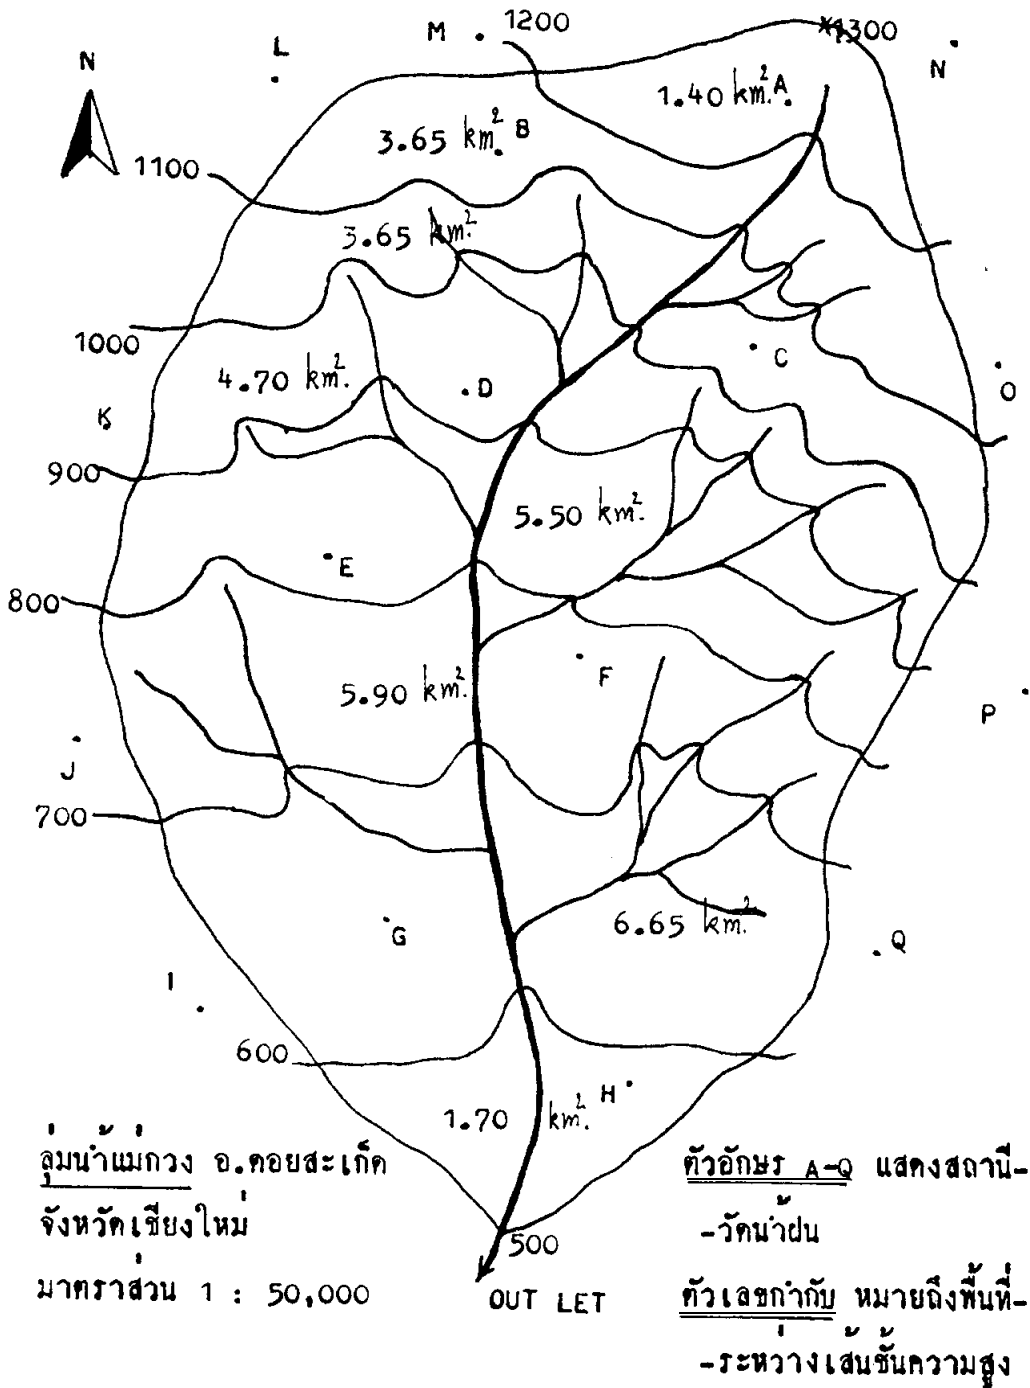 M
1200
1300
L
N
N
1.40 km². A
3.65 km². B
1100
3.65 km².
1000
C
4.70 km².
D
O
K
900
5.50 km².
E
800
F
5.90 km².
P
J
700
6.65 km².
G
Q
I
600
H
1.70 km².
ลุ่มน้ำแม่กวง อ.ดอยสะเก็ด
จังหวัดเชียงใหม่
มาตราส่วน 1 : 50,000
500
OUT LET
ตัวอักษร A-Q แสดงสถานี-
-วัดน้ำฝน
ตัวเลขกำกับ หมายถึงพื้นที่-
-ระหว่างเส้นชั้นความสูง